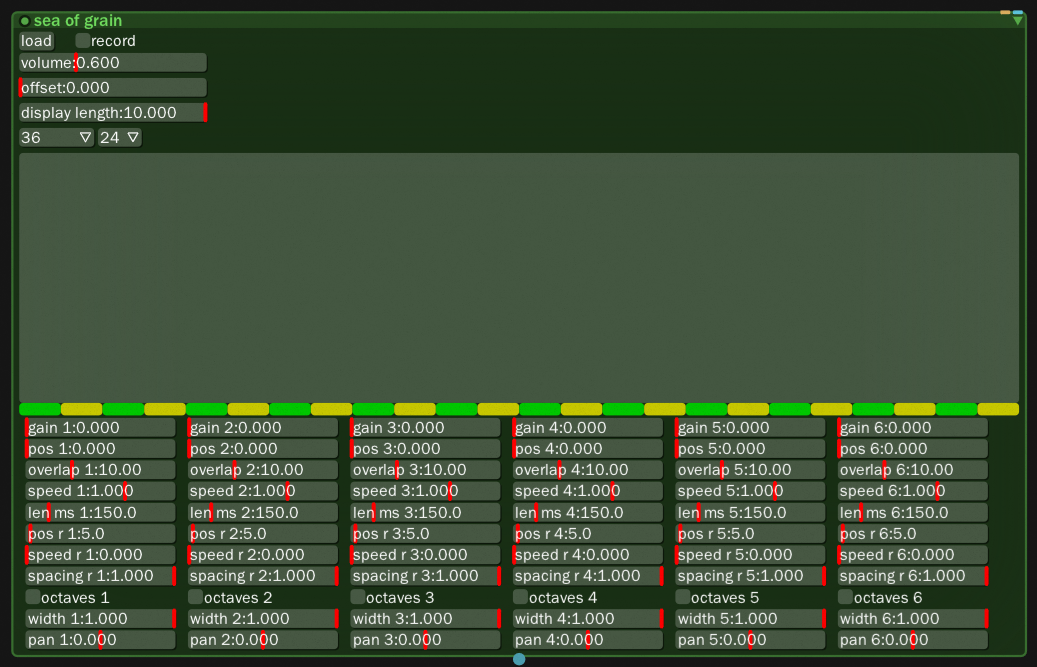 sea of grain
load record
volume:0.600
offset:0.000
display length:10.000
36 24
gain 1:0.000 gain 2:0.000 gain 3:0.000 gain 4:0.000 gain 5:0.000 gain 6:0.000
pos 1:0.000 pos 2:0.000 pos 3:0.000 pos 4:0.000 pos 5:0.000 pos 6:0.000
overlap 1:10.00 overlap 2:10.00 overlap 3:10.00 overlap 4:10.00 overlap 5:10.00 overlap 6:10.00
speed 1:1.000 speed 2:1.000 speed 3:1.000 speed 4:1.000 speed 5:1.000 speed 6:1.000
len ms 1:150.0 len ms 2:150.0 len ms 3:150.0 len ms 4:150.0 len ms 5:150.0 len ms 6:150.0
pos r 1:5.0 pos r 2:5.0 pos r 3:5.0 pos r 4:5.0 pos r 5:5.0 pos r 6:5.0
speed r 1:0.000 speed r 2:0.000 speed r 3:0.000 speed r 4:0.000 speed r 5:0.000 speed r 6:0.000
spacing r 1:1.000 spacing r 2:1.000 spacing r 3:1.000 spacing r 4:1.000 spacing r 5:1.000 spacing r 6:1.000
octaves 1 octaves 2 octaves 3 octaves 4 octaves 5 octaves 6
width 1:1.000 width 2:1.000 width 3:1.000 width 4:1.000 width 5:1.000 width 6:1.000
pan 1:0.000 pan 2:0.000 pan 3:0.000 pan 4:0.000 pan 5:0.000 pan 6:0.000